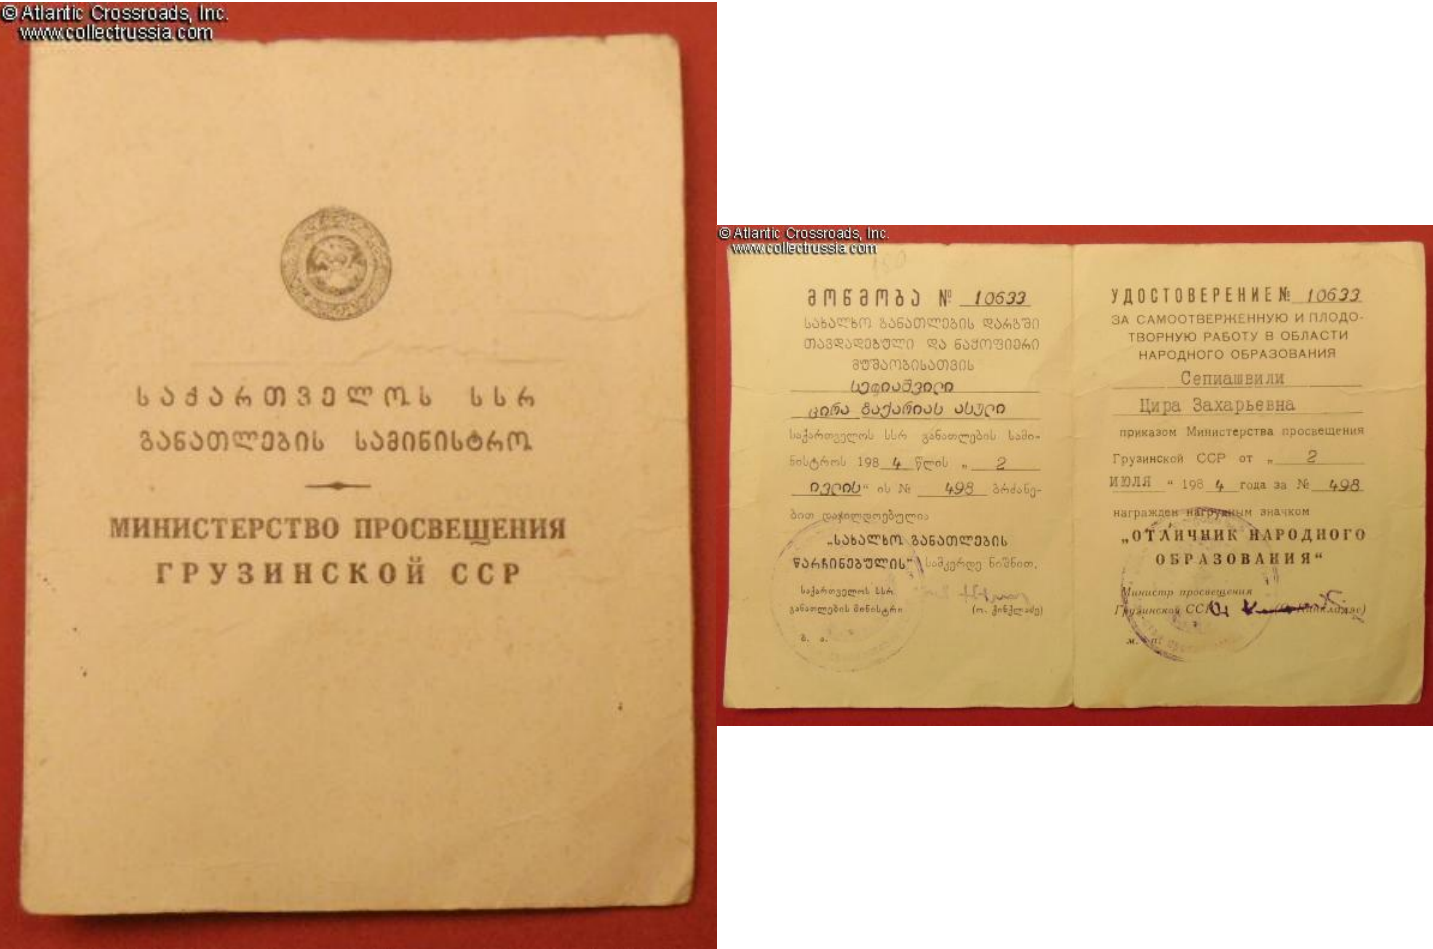 © Atlantic Crossroads, Inc.
www.collectrussia.com
ᲡᲐᲥᲐᲠᲗᲕᲔᲚᲝᲡ ᲡᲡᲠ
ᲒᲐᲜᲐᲗᲚᲔᲑᲘᲡ ᲡᲐᲛᲘᲜᲘᲡᲢᲠᲝ
МИНИСТЕРСТВО ПРОСВЕЩЕНИЯ
ГРУЗИНСКОЙ ССР
© Atlantic Crossroads, Inc.
www.collectrussia.com
ᲛᲝᲬᲛᲝᲑᲐ № 10633
ᲡᲐᲮᲐᲚᲮᲝ ᲒᲐᲜᲐᲗᲚᲔᲑᲘᲡ ᲓᲐᲠᲒᲨᲘ
ᲗᲐᲕᲓᲐᲓᲔᲑᲣᲚᲘ ᲓᲐ ᲜᲐᲧᲝᲤᲘᲔᲠᲘ
ᲛᲣᲨᲐᲝᲑᲘᲡᲐᲗᲕᲘᲡ
სეფიაშვილი
ცირა ზაქარიას ასული
საქართველოს სსრ განათლების სამი-
ნისტროს 1984 წლის „ 2
ივლის“ ის № 498 ბრძანე-
ბით დაჯილდოებულია
„ᲡᲐᲮᲐᲚᲮᲝ ᲒᲐᲜᲐᲗᲚᲔᲑᲘᲡ
ᲬᲐᲠᲩᲘᲜᲔᲑᲣᲚᲘᲡ“ სამკერდე ნიშნით.
საქართველოს სსრ
განათლების მინისტრი (ო. ქინქლაძე)
ბ. ა.
УДОСТОВЕРЕНИЕ № 10633
ЗА САМООТВЕРЖЕННУЮ И ПЛОДО-
ТВОРНУЮ РАБОТУ В ОБЛАСТИ
НАРОДНОГО ОБРАЗОВАНИЯ
Сепиашвили
Цира Захарьевна
приказом Министерства просвещения
Грузинской ССР от „ 2
ИЮЛЯ “ 1984 года за № 498
награжден нагрудным значком
„ОТЛИЧНИК НАРОДНОГО
ОБРАЗОВАНИЯ“
Министр просвещения
Грузинской ССР (О. Кинкладзе)
м. п.